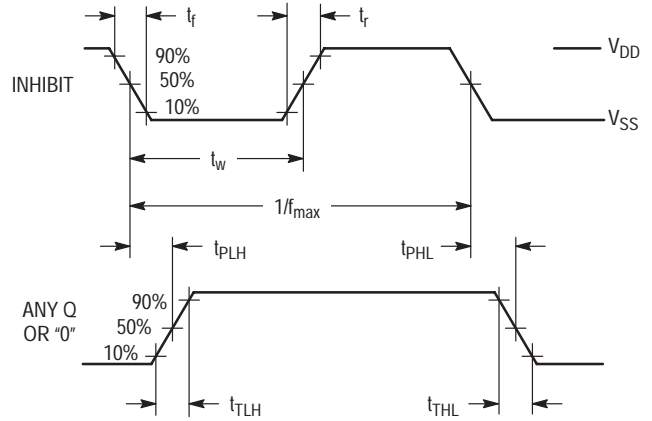 tf
tr
VDD
90%
INHIBIT
50%
10%
VSS
tw
1/fmax
tPLH
tPHL
ANY Q
OR "0"
90%
50%
10%
tTLH
tTHL